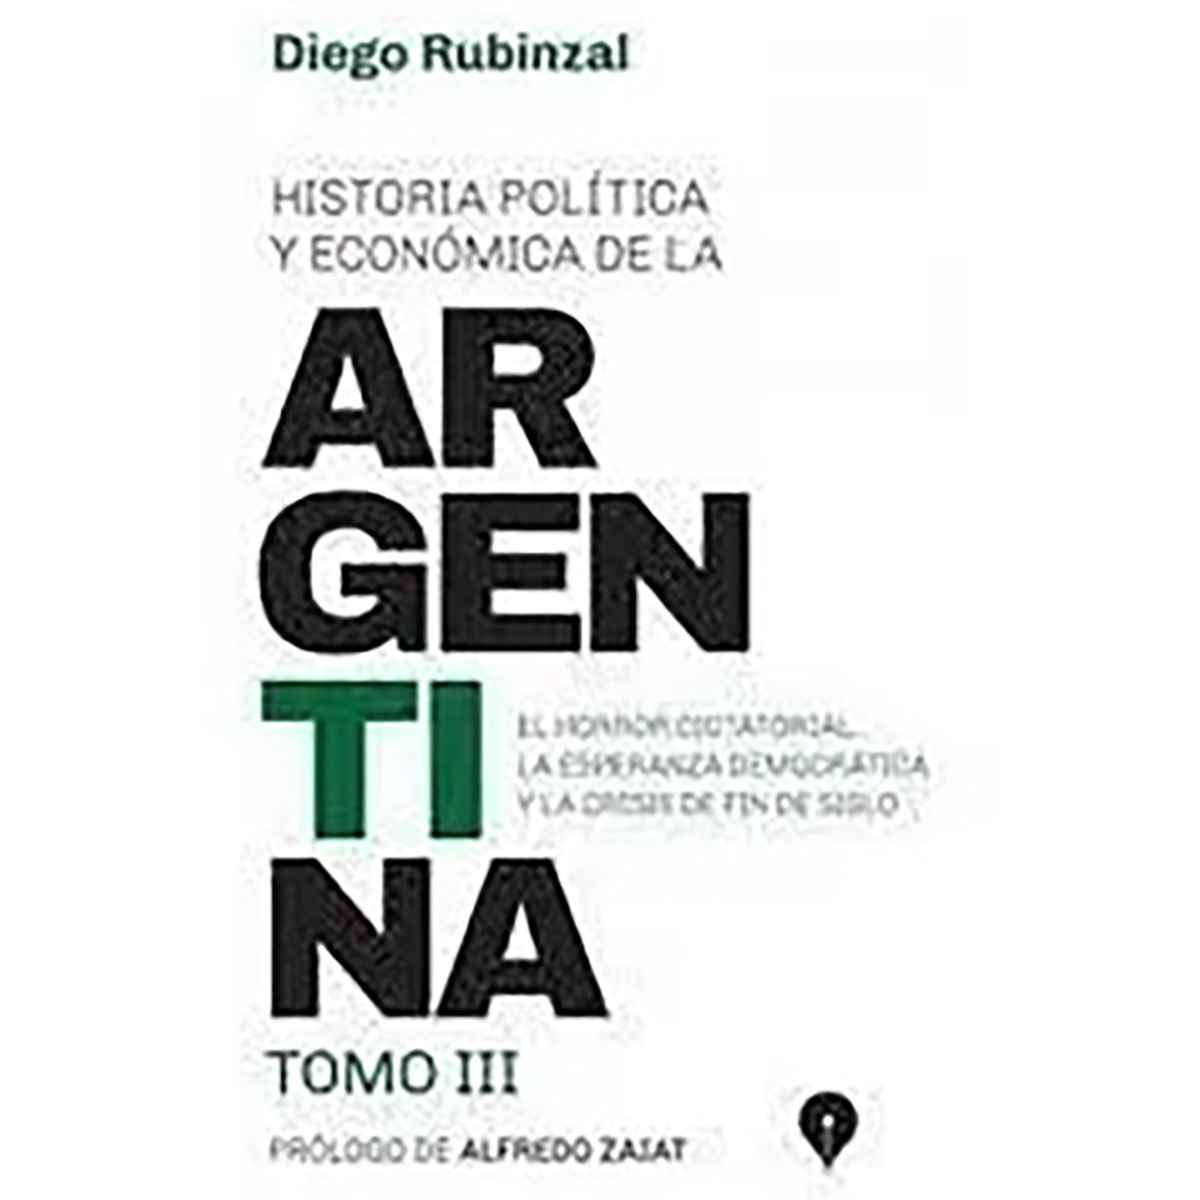 Diego Rubinzal
HISTORIA POLÍTICA
Y ECONÓMICA DE LA
AR
GEN
TI
EL HORROR DICTATORIAL,
LA ESPERANZA DEMOCRÁTICA
Y LA CRISIS DE FIN DE SIGLO
NA
TOMO III
PRÓLOGO DE ALFREDO ZAIAT